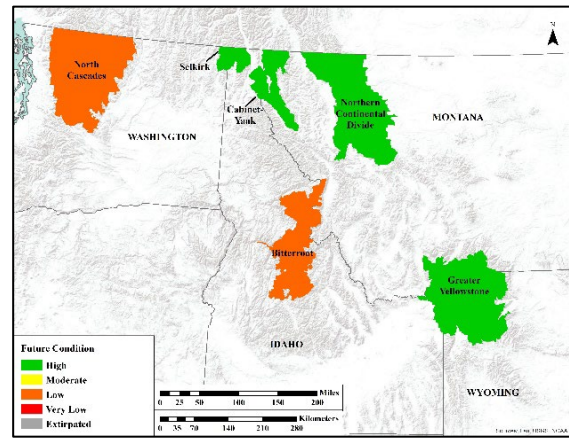 N
North
Cascades
Selkirk
Cabinet-
Yaak
Northern
Continental
Divide
MONTANA
WASHINGTON
Bitterroot
Greater
Yellowstone
IDAHO
WYOMING
Future Condition
High
Moderate
Low
Very Low
Extirpated
Miles
0 25 50 100 150 200
Kilometers
0 35 70 140 210 280